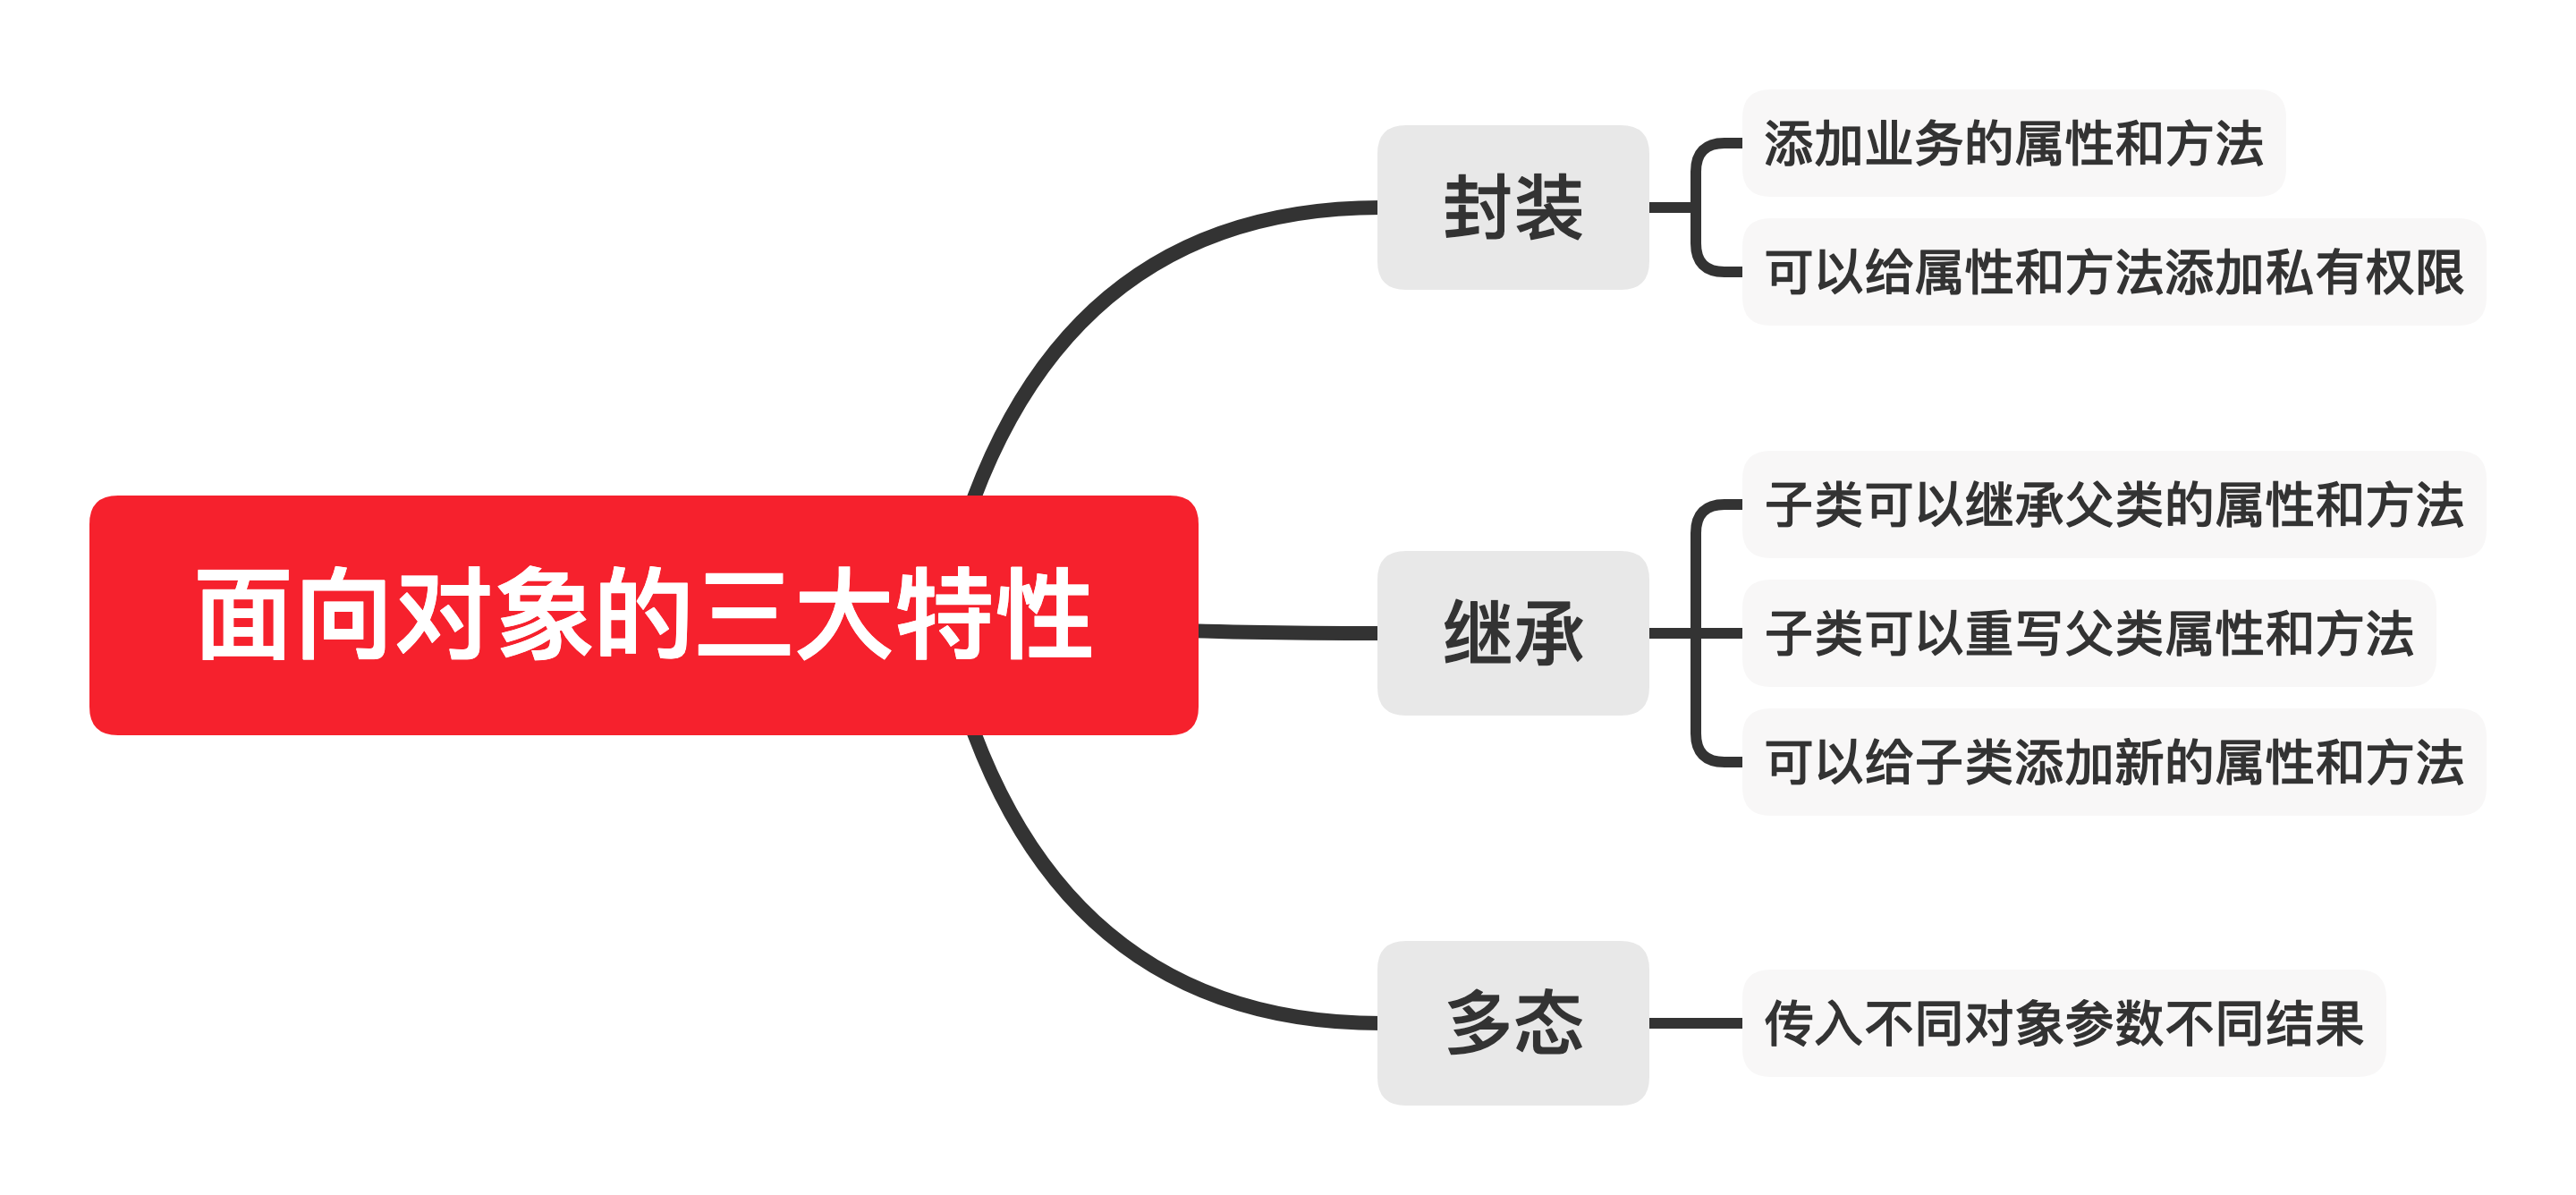 面向对象的三大特性
封装
添加业务的属性和方法
可以给属性和方法添加私有权限
继承
子类可以继承父类的属性和方法
子类可以重写父类属性和方法
可以给子类添加新的属性和方法
多态
传入不同对象参数不同结果